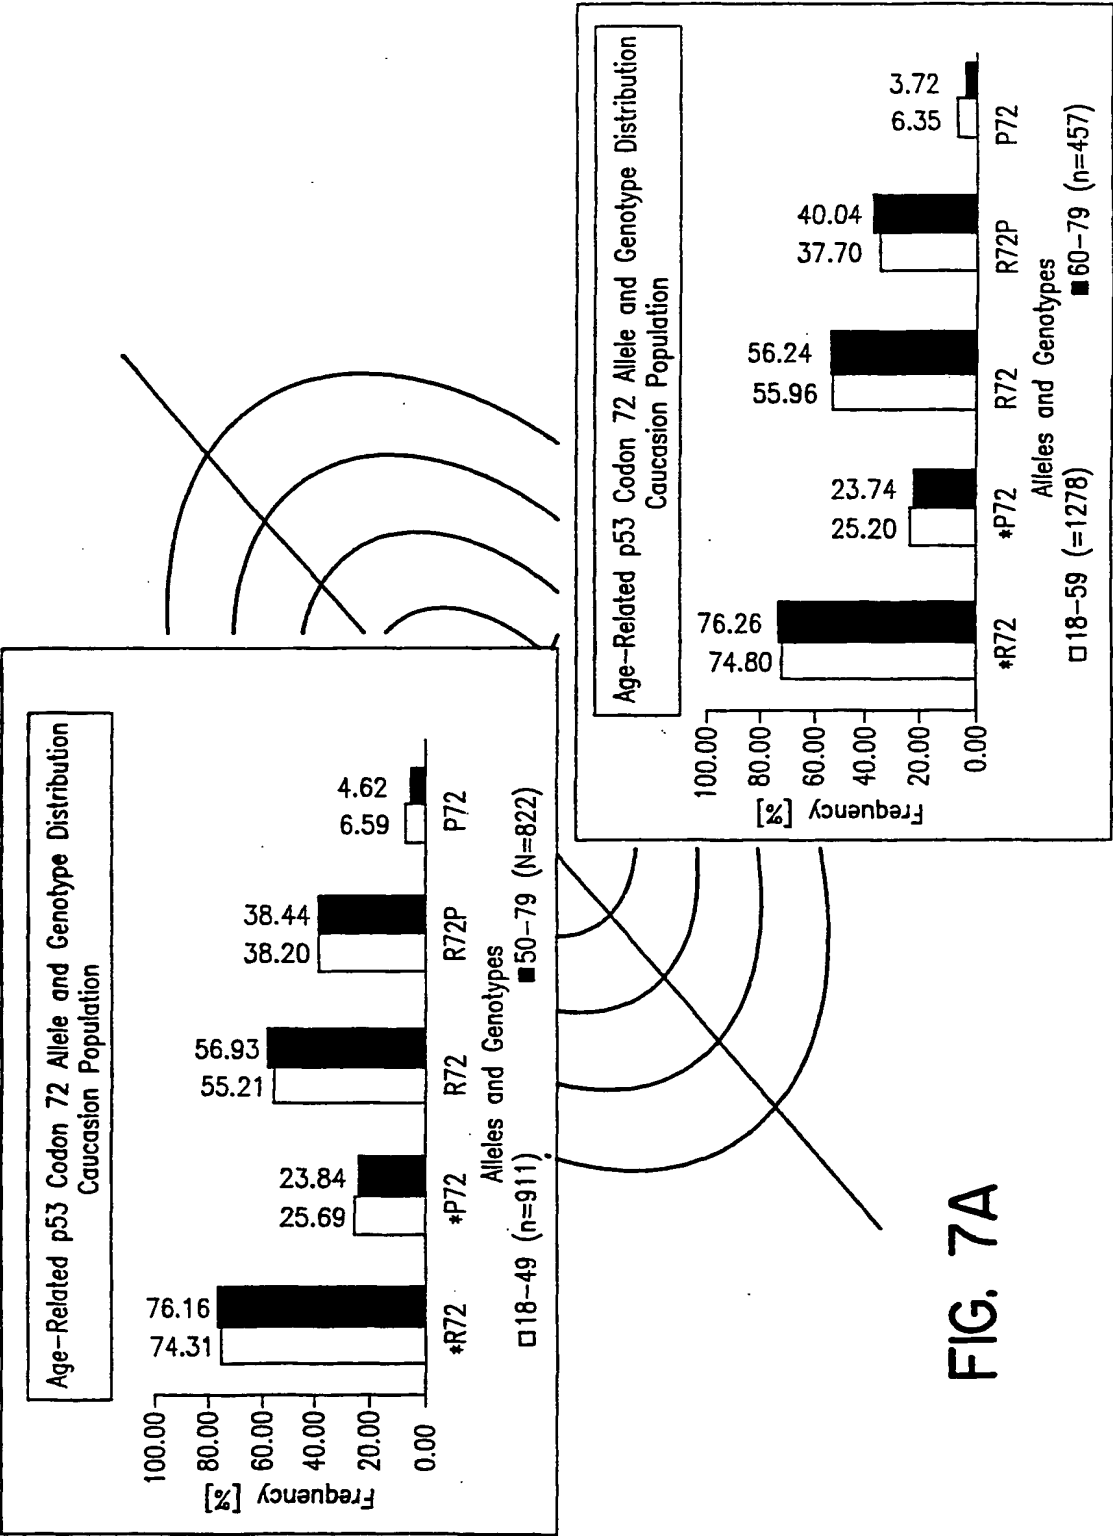 Age-Related p53 Codon 72 Allele and Genotype Distribution
Caucasion Population
Frequency [%]
100.00
80.00
60.00
40.00
20.00
0.00
74.31 76.16
25.69 23.84
55.21 56.93
38.20 38.44
6.59 4.62
*R72 *P72 R72 R72P P72
Alleles and Genotypes
□18-49 (n=911) ■50-79 (N=822)
Age-Related p53 Codon 72 Allele and Genotype Distribution
Caucasion Population
Frequency [%]
100.00
80.00
60.00
40.00
20.00
0.00
74.80 76.26
25.20 23.74
55.96 56.24
37.70 40.04
6.35 3.72
*R72 *P72 R72 R72P P72
Alleles and Genotypes
□18-59 (=1278) ■60-79 (n=457)
FIG. 7A